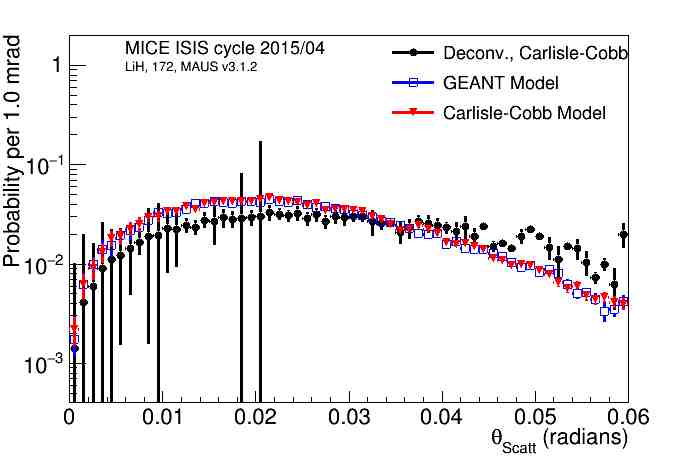 MICE ISIS cycle 2015/04
LiH, 172, MAUS v3.1.2
Deconv., Carlisle-Cobb
GEANT Model
Carlisle-Cobb Model
Probability per 1.0 mrad
1
10⁻¹
10⁻²
10⁻³
0 0.01 0.02 0.03 0.04 0.05 0.06
θScatt (radians)